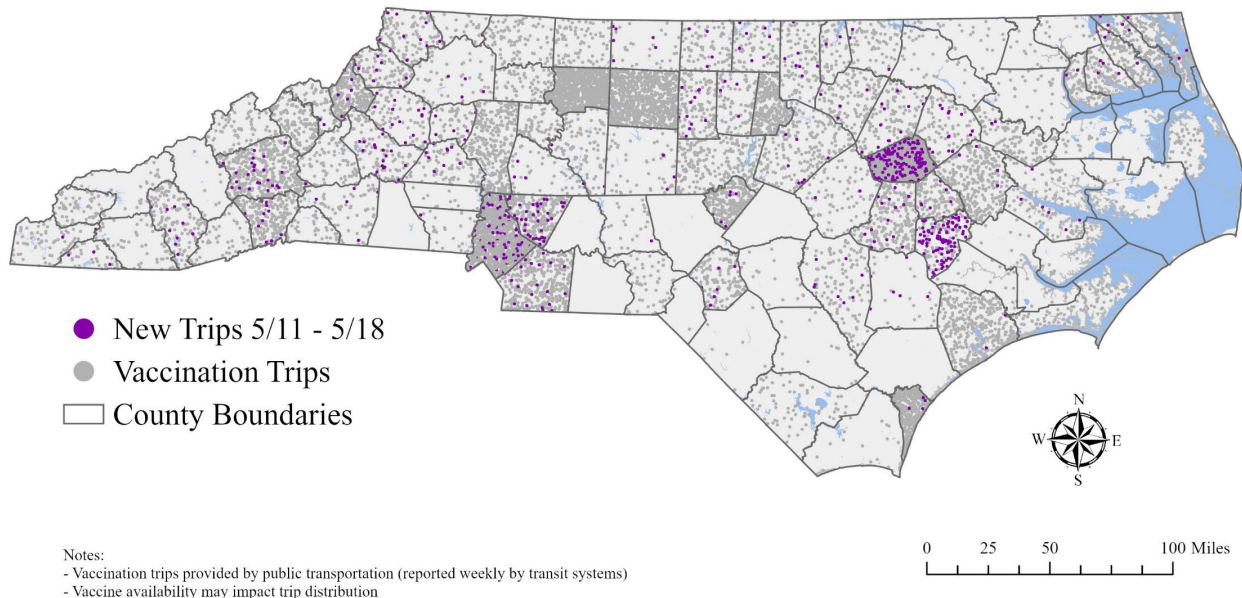 New Trips 5/11 - 5/18
Vaccination Trips
County Boundaries
N
W E
S
0 25 50 100 Miles
Notes:
- Vaccination trips provided by public transportation (reported weekly by transit systems)
- Vaccine availability may impact trip distribution